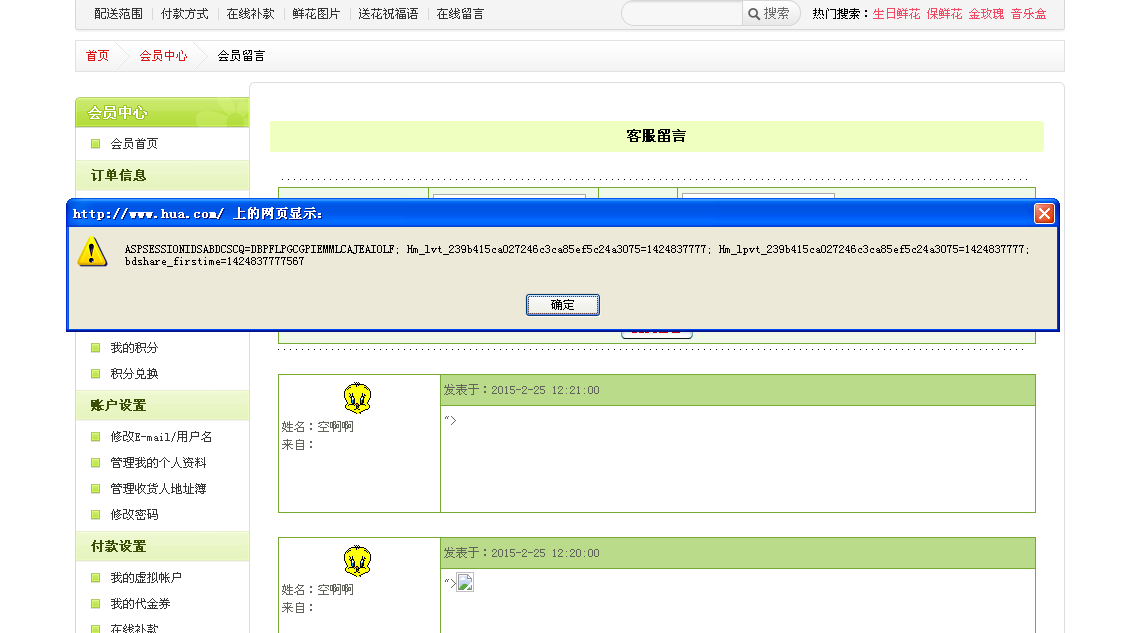 配送范围 付款方式 在线补款 鲜花图片 送花祝福语 在线留言 搜索 热门搜索：生日鲜花 保鲜花 金玫瑰 音乐盒
首页 会员中心 会员留言
会员中心
客服留言
会员首页
订单信息
http://www.hua.com/ 上的网页显示：
ASPSESSIONIDSABDCSCQ=DBPFLPGCGPIEMMLCAJEAIOLF; Hm_lvt_239b415ca027246c3ca85ef5c24a3075=1424837777; Hm_lpvt_239b415ca027246c3ca85ef5c24a3075=1424837777;
bdshare_firstime=1424837777567
确定
我的积分
积分兑换
账户设置
修改E-mail/用户名
管理我的个人资料
管理收货人地址簿
修改密码
付款设置
我的虚拟帐户
我的代金券
在线补款
发表于：2015-2-25 12:21:00
“>
姓名：空啊啊
来自：
发表于：2015-2-25 12:20:00
“>
姓名：空啊啊
来自：